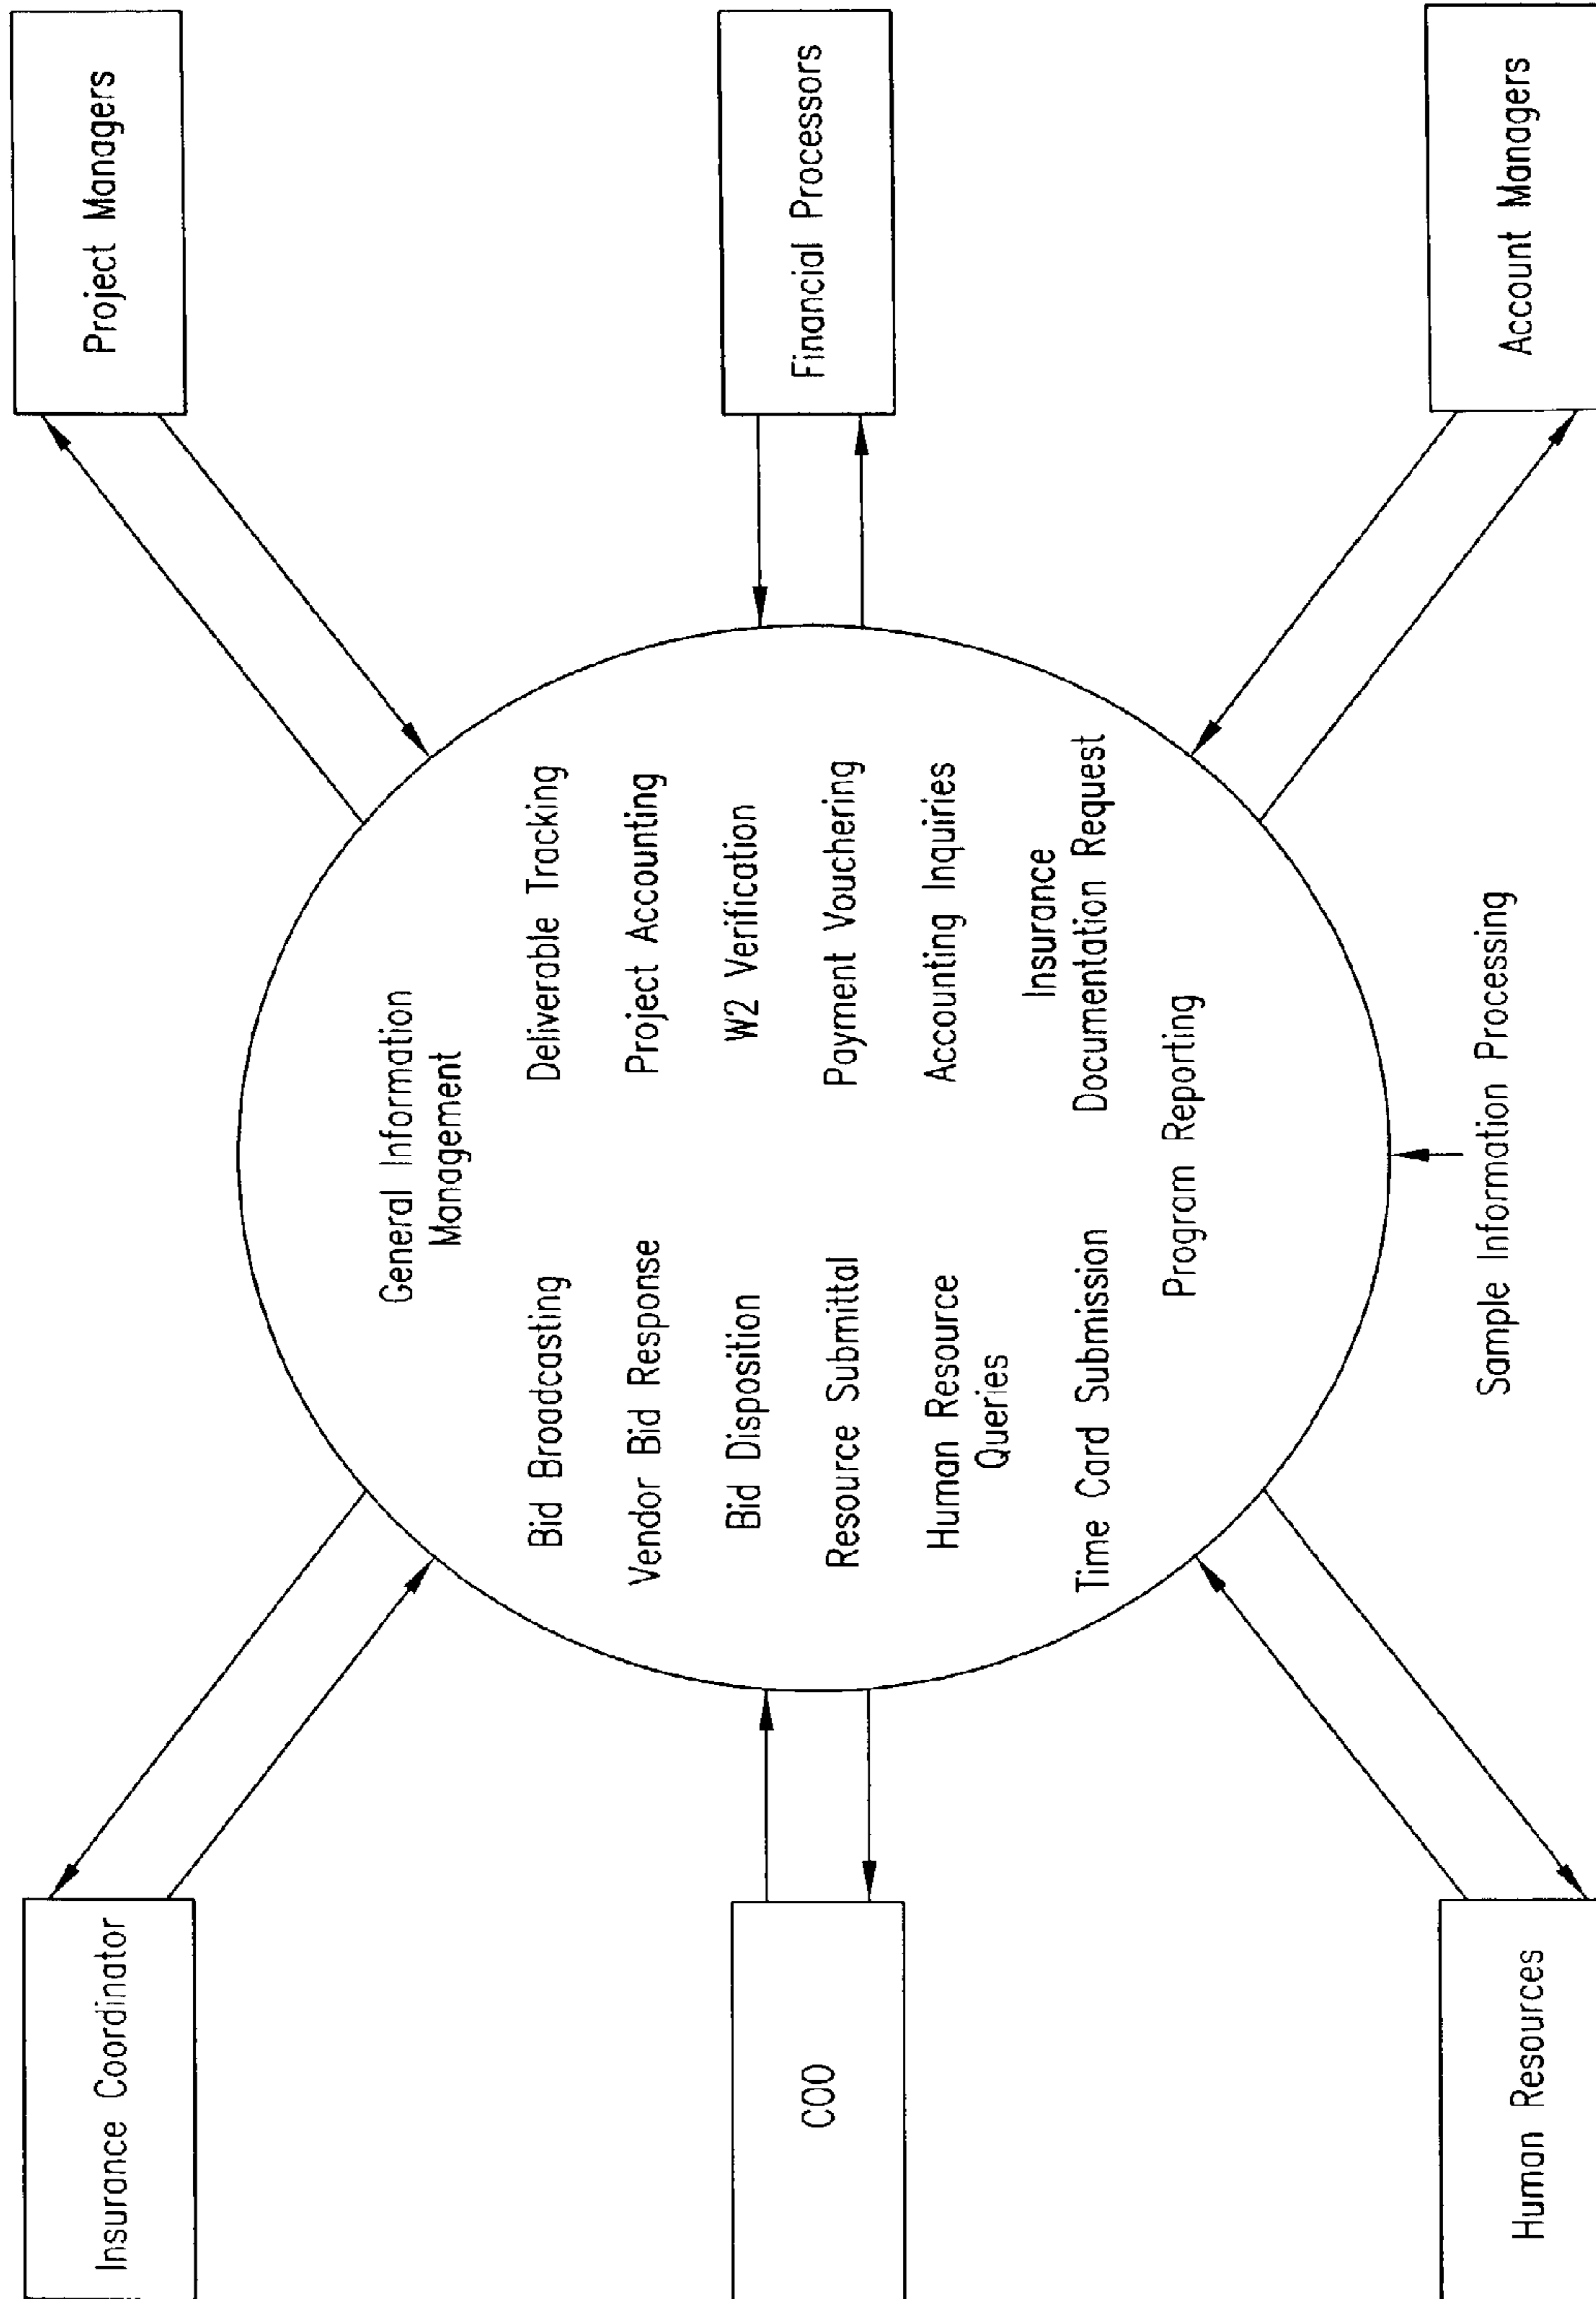 Insurance Coordinator
Project Managers
General Information
Management
Bid Broadcasting
Deliverable Tracking
Vendor Bid Response
Project Accounting
Bid Disposition
W2 Verification
COO
Financial Processors
Resource Submittal
Payment Vouchering
Human Resource
Queries
Accounting Inquiries
Insurance
Documentation Request
Time Card Submission
Program Reporting
Human Resources
Account Managers
Sample Information Processing